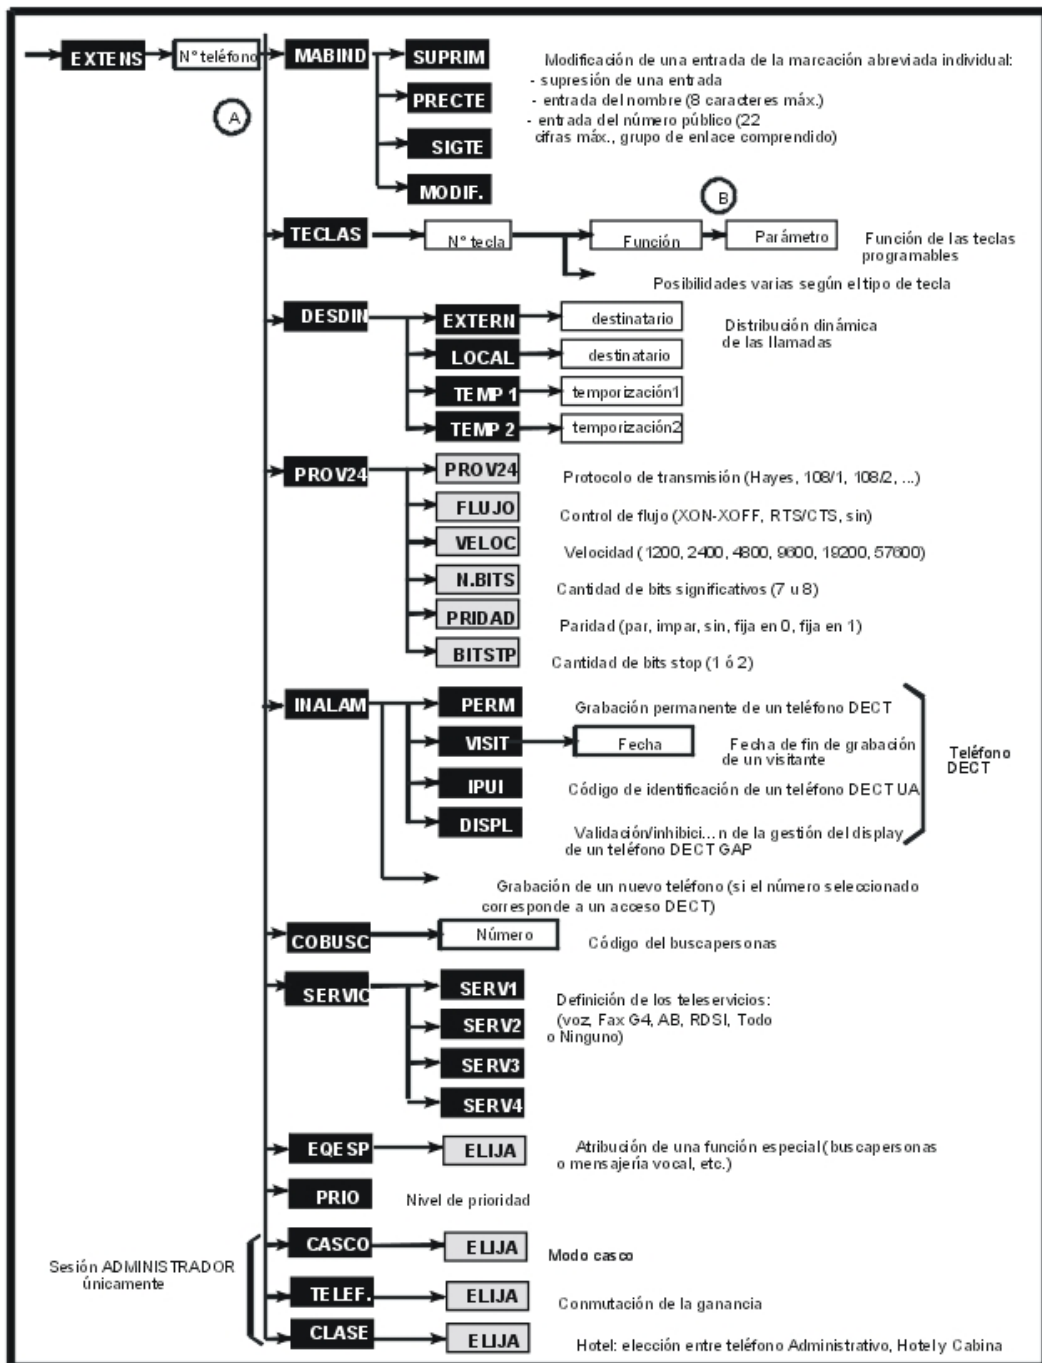 EXTENS
N° teléfono
MABIND
SUPRIM
Modificación de una entrada de la marcación abreviada individual:
- supresión de una entrada
PRECTE
- entrada del nombre (8 caracteres máx.)
A
- entrada del número público (22
cifras máx., grupo de enlace comprendido)
SIGTE
MODIF.
B
TECLAS
N° tecla
Función
Parámetro
Función de las teclas
programables
Posibilidades varias según el tipo de tecla
DESDIN
EXTERN
destinatario
Distribución dinámica
de las llamadas
LOCAL
destinatario
TEMP 1
temporización1
TEMP 2
temporización2
PROV24
PROV24
Protocolo de transmisión (Hayes, 108/1, 108/2, ...)
FLUJO
Control de flujo (XON-XOFF, RTS/CTS, sin)
VELOC
Velocidad (1200, 2400, 4800, 9600, 19200, 57600)
N.BITS
Cantidad de bits significativos (7 u 8)
PRIDAD
Paridad (par, impar, sin, fija en 0, fija en 1)
BITSTP
Cantidad de bits stop (1 ó 2)
INALAM
PERM
Grabación permanente de un teléfono DECT
VISIT
Fecha
Fecha de fin de grabación
de un visitante
Teléfono
DECT
IPUI
Código de identificación de un teléfono DECT UA
DISPL
Validación/inhibici...n de la gestión del display
de un teléfono DECT GAP
Grabación de un nuevo teléfono (si el número seleccionado
corresponde a un acceso DECT)
COBUSC
Número
Código del buscapersonas
SERVIC
SERV1
Definición de los teleservicios:
(voz, Fax G4, AB, RDSI, Todo
o Ninguno)
SERV2
SERV3
SERV4
EQESP
ELIJA
Atribución de una función especial (buscapersonas
o mensajería vocal, etc.)
PRIO
Nivel de prioridad
CASCO
ELIJA
Modo casco
Sesión ADMINISTRADOR
únicamente
TELEF.
ELIJA
Conmutación de la ganancia
CLASE
ELIJA
Hotel: elección entre teléfono Administrativo, Hotel y Cabina